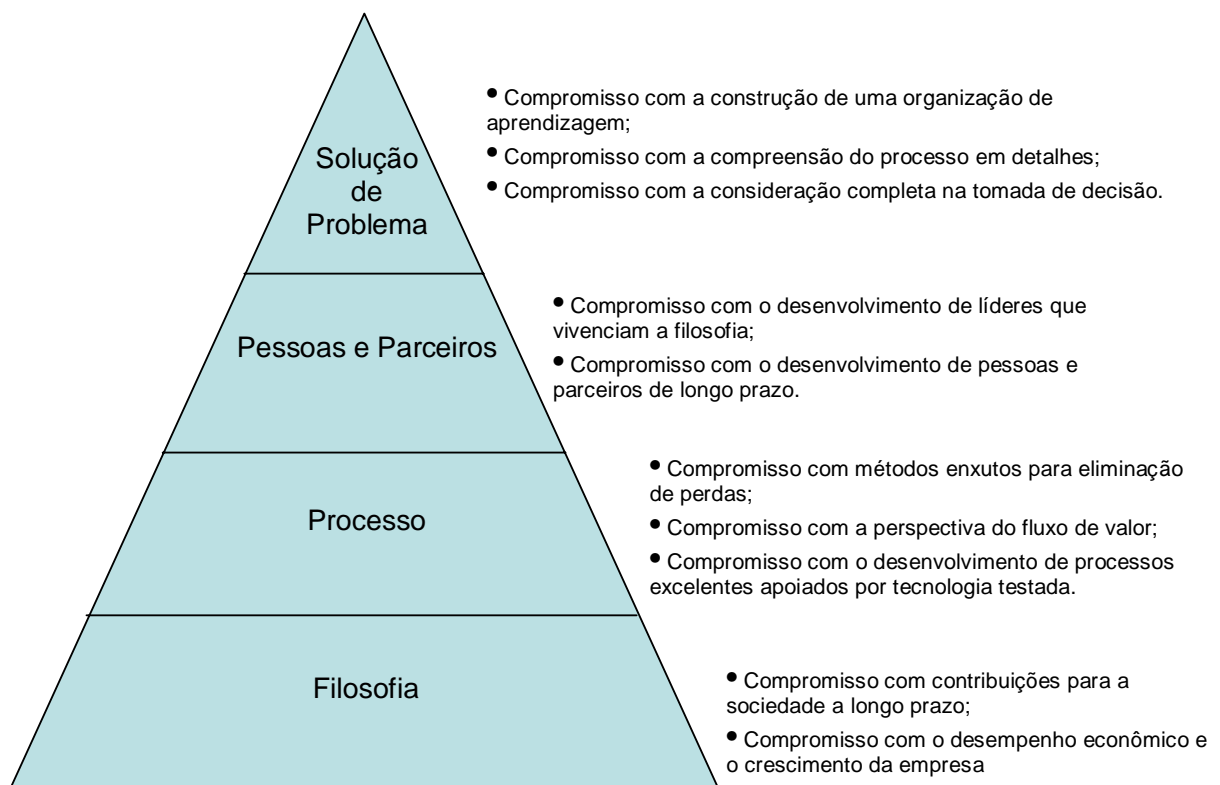 Solução
de
Problema
• Compromisso com a construção de uma organização de
aprendizagem;
• Compromisso com a compreensão do processo em detalhes;
• Compromisso com a consideração completa na tomada de decisão.
Pessoas e Parceiros
• Compromisso com o desenvolvimento de líderes que
vivenciam a filosofia;
• Compromisso com o desenvolvimento de pessoas e
parceiros de longo prazo.
Processo
• Compromisso com métodos enxutos para eliminação
de perdas;
• Compromisso com a perspectiva do fluxo de valor;
• Compromisso com o desenvolvimento de processos
excelentes apoiados por tecnologia testada.
Filosofia
• Compromisso com contribuições para a
sociedade a longo prazo;
• Compromisso com o desempenho econômico e
o crescimento da empresa